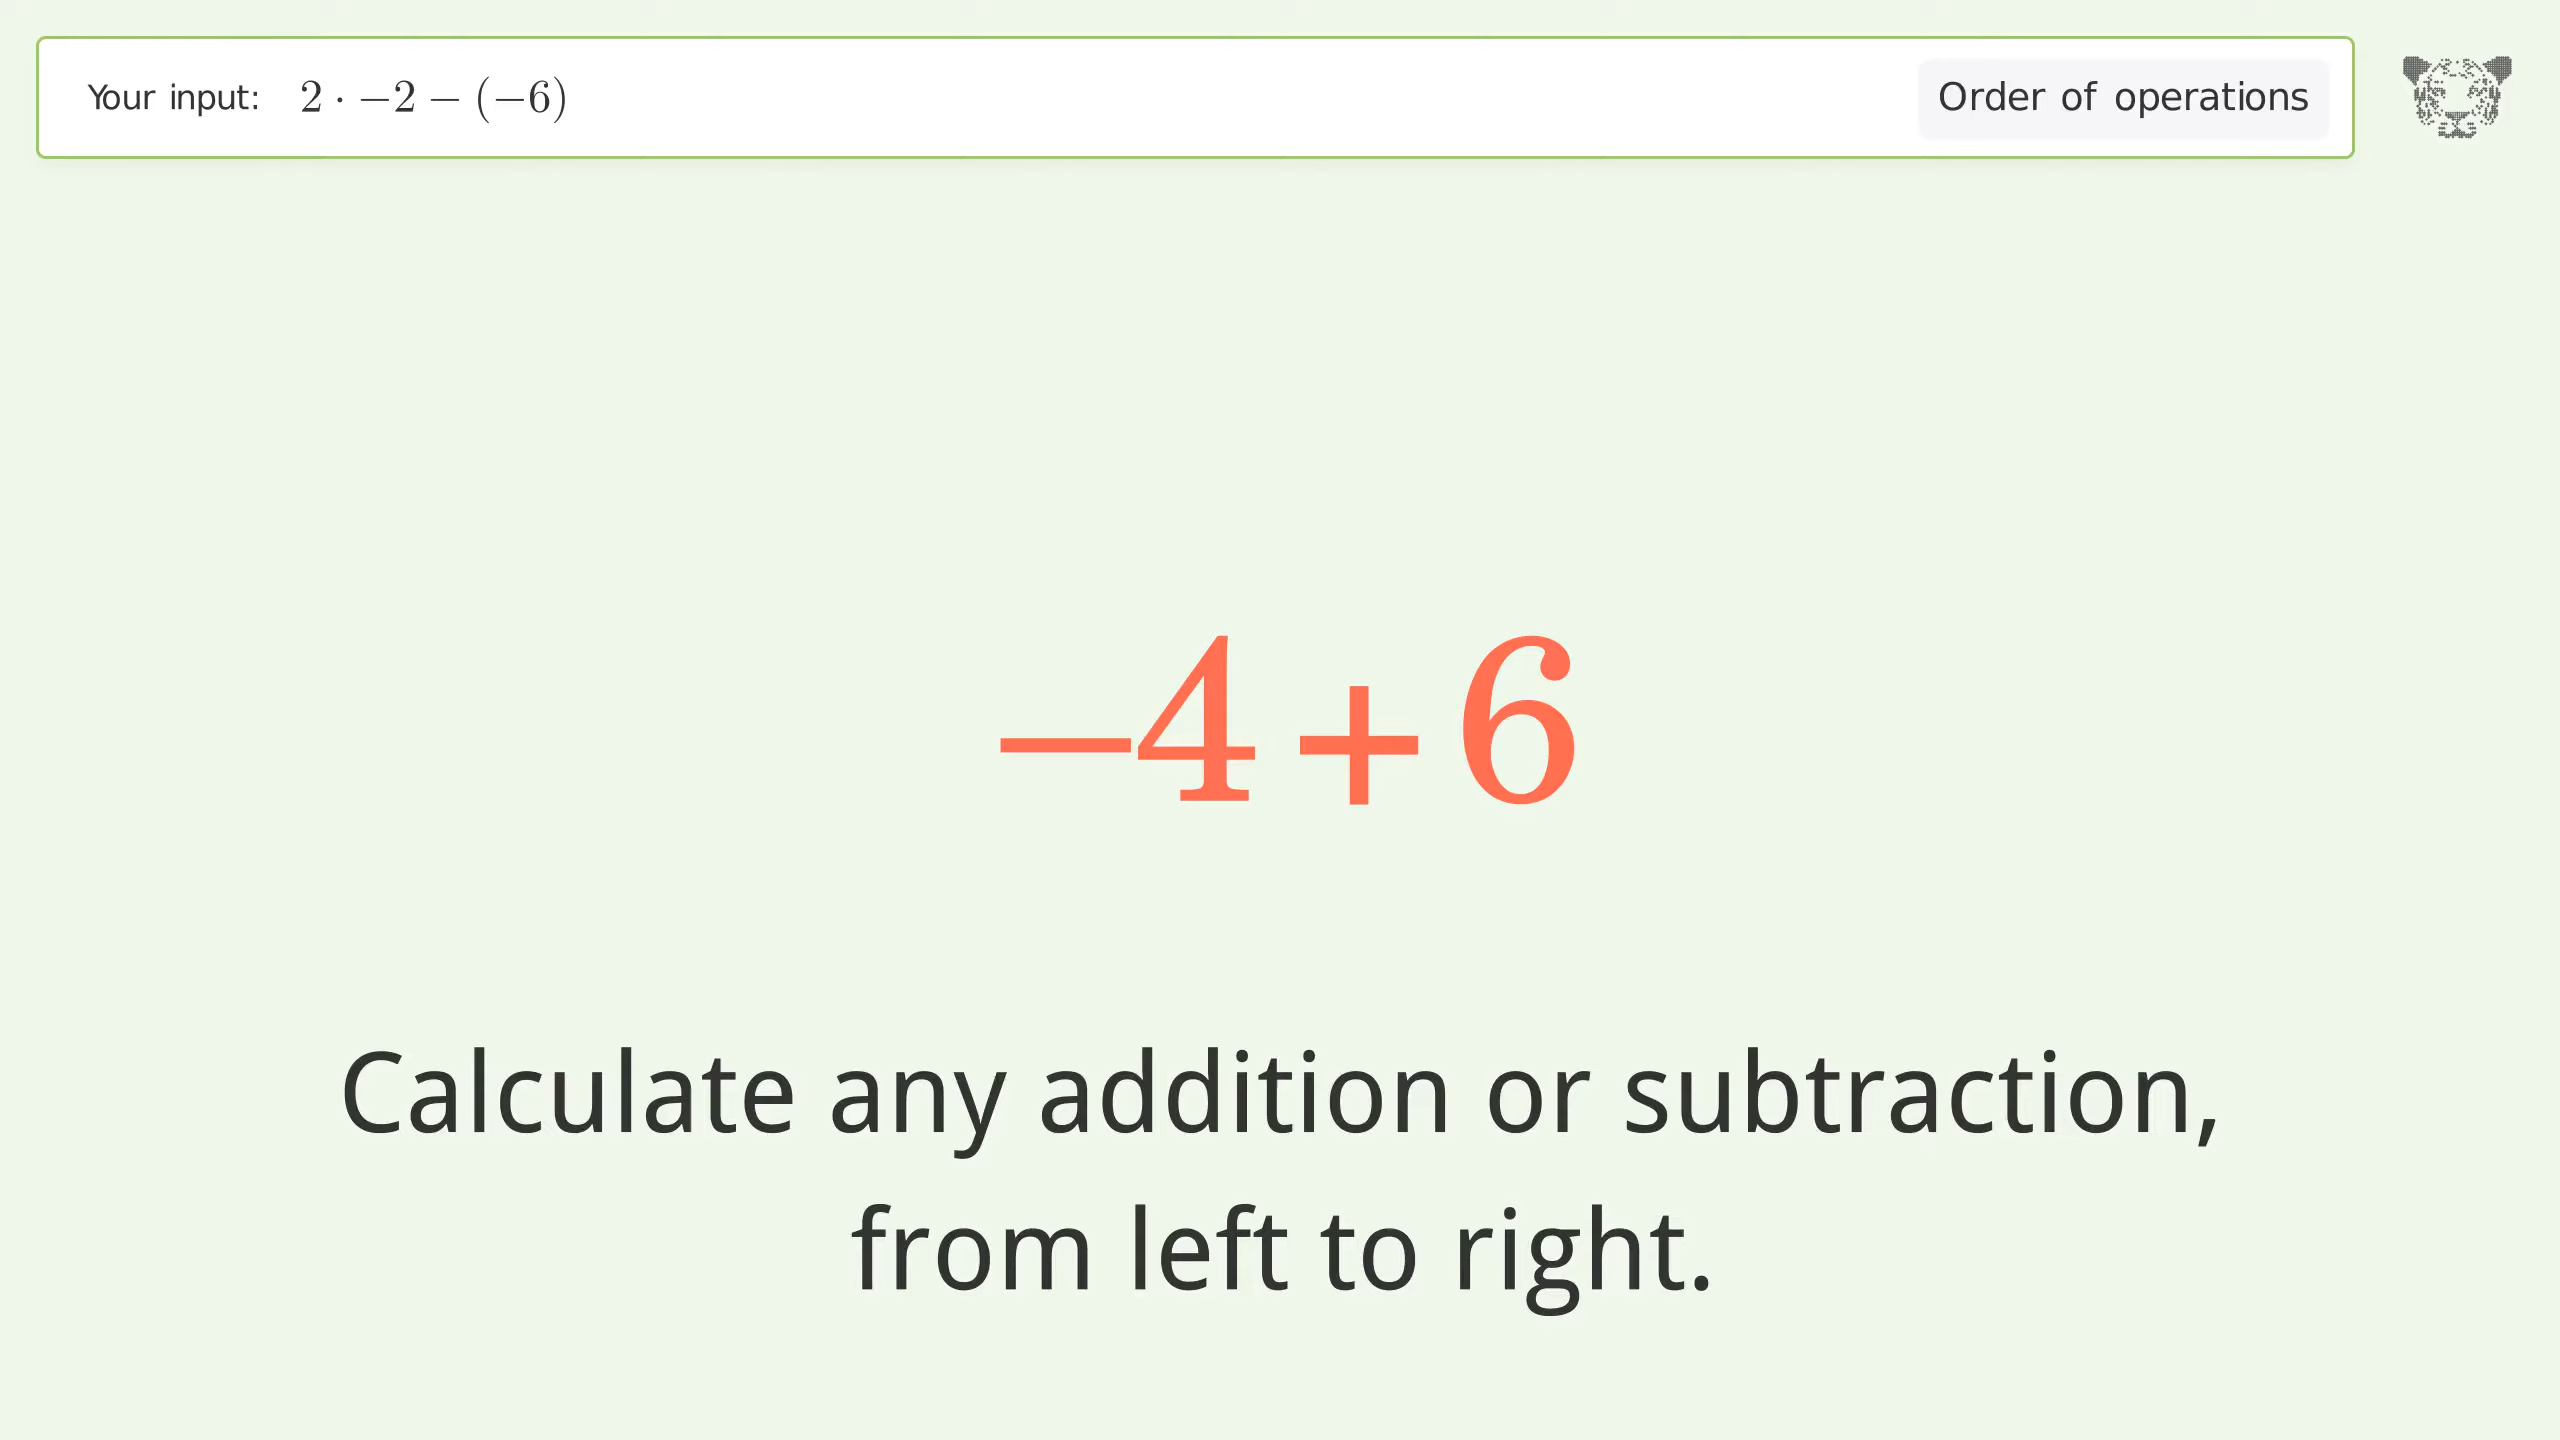 Your input: 2 · −2 − (−6) Order of operations
−4 + 6
Calculate any addition or subtraction,
from left to right.